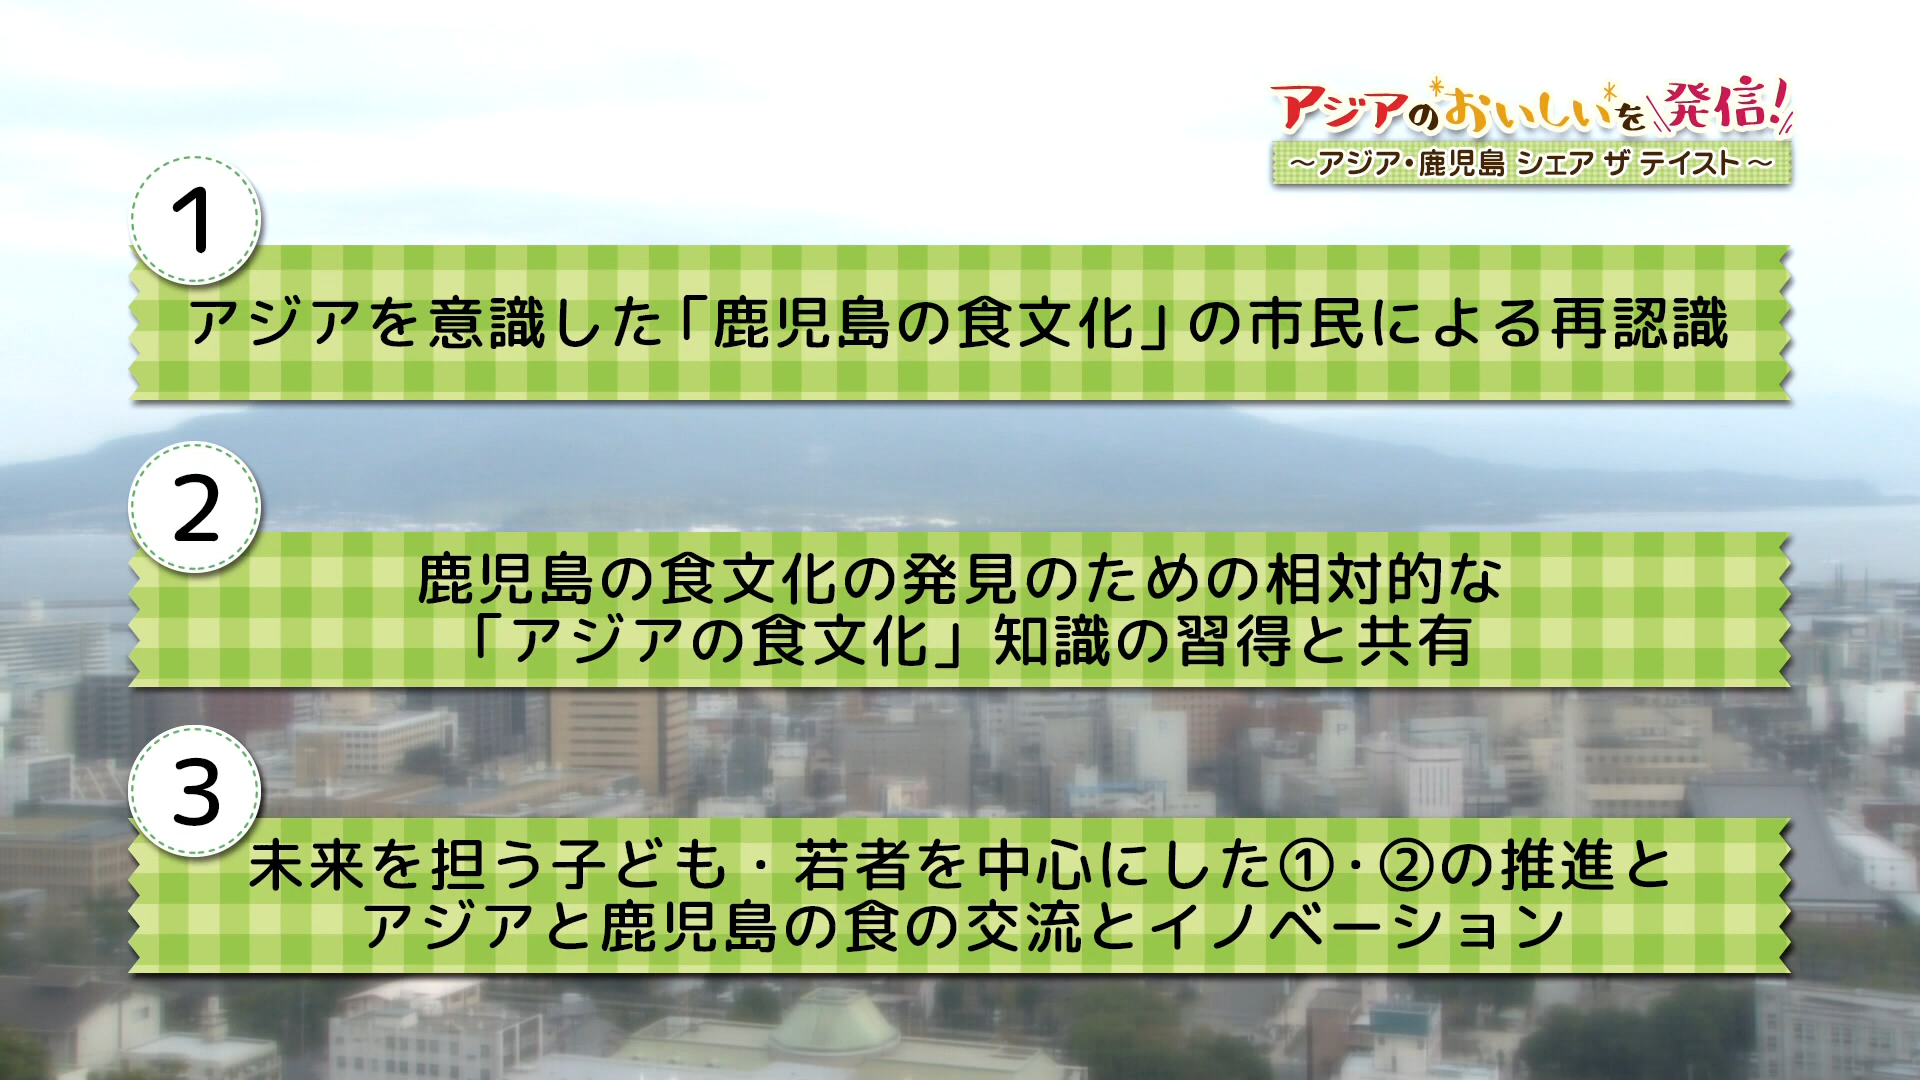 アジアのおいしいを発信!
～アジア・鹿児島 シェア ザ テイスト～
1
アジアを意識した「鹿児島の食文化」の市民による再認識
2
鹿児島の食文化の発見のための相対的な
「アジアの食文化」知識の習得と共有
3
未来を担う子ども・若者を中心にした①・②の推進と
アジアと鹿児島の食の交流とイノベーション